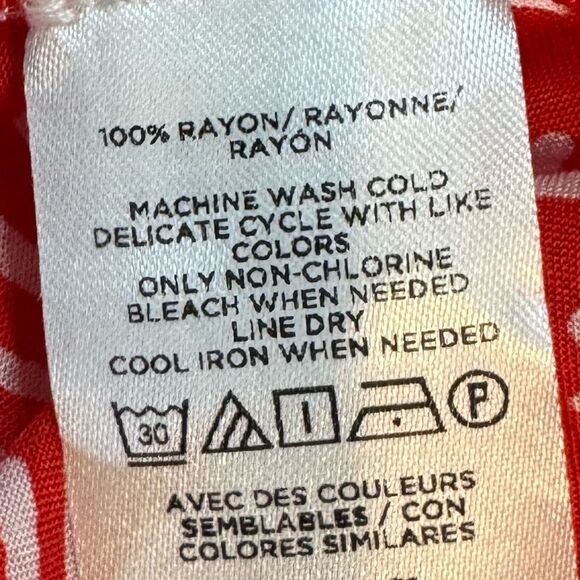 100% RAYON/ RAYONNE/
RAYÓN
MACHINE WASH COLD
DELICATE CYCLE WITH LIKE
COLORS
ONLY NON-CHLORINE
BLEACH WHEN NEEDED
LINE DRY
COOL IRON WHEN NEEDED
30 P
AVEC DES COULEURS
SEMBLABLES / CON
COLORES SIMILARES